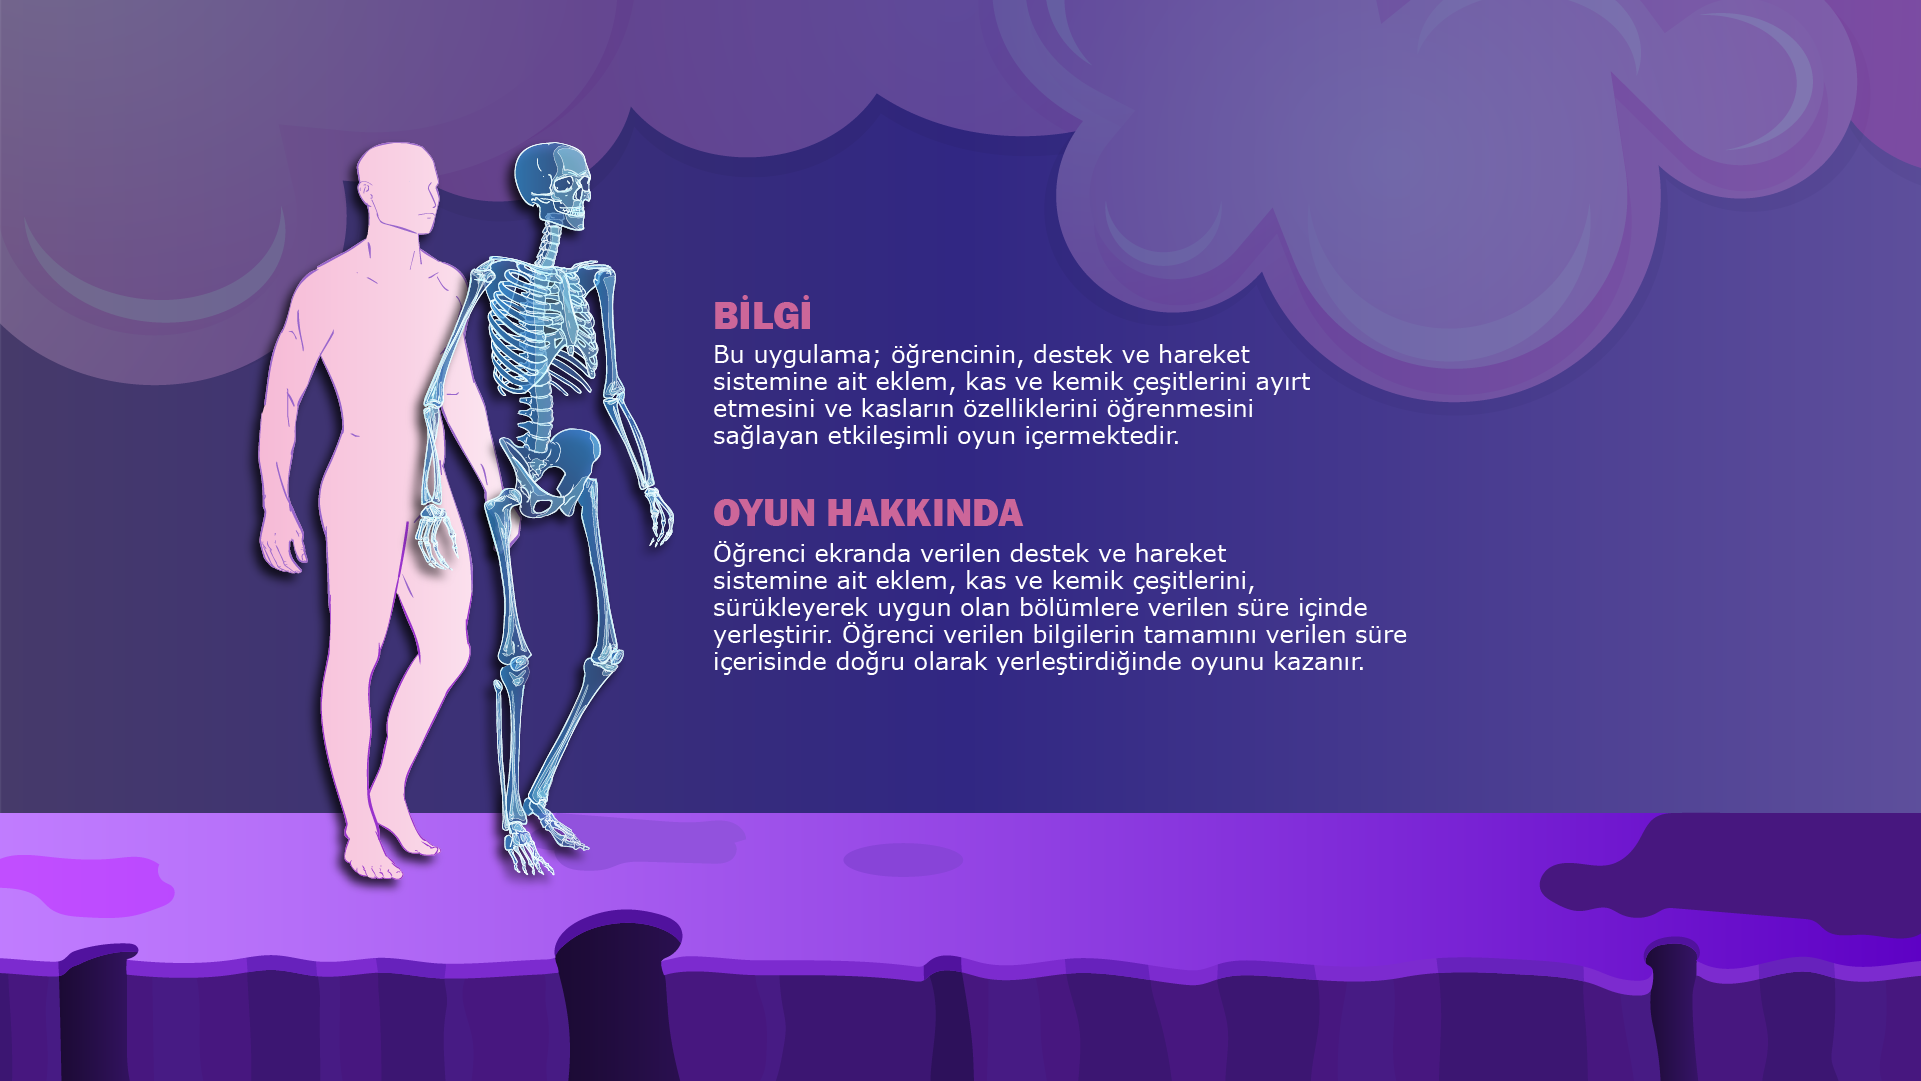 BİLGİ
Bu uygulama; öğrencinin, destek ve hareket
sistemine ait eklem, kas ve kemik çeşitlerini ayırt
etmesini ve kasların özelliklerini öğrenmesini
sağlayan etkileşimli oyun içermektedir.
OYUN HAKKINDA
Öğrenci ekranda verilen destek ve hareket
sistemine ait eklem, kas ve kemik çeşitlerini,
sürükleyerek uygun olan bölümlere verilen süre içinde
yerleştirir. Öğrenci verilen bilgilerin tamamını verilen süre
içerisinde doğru olarak yerleştirdiğinde oyunu kazanır.